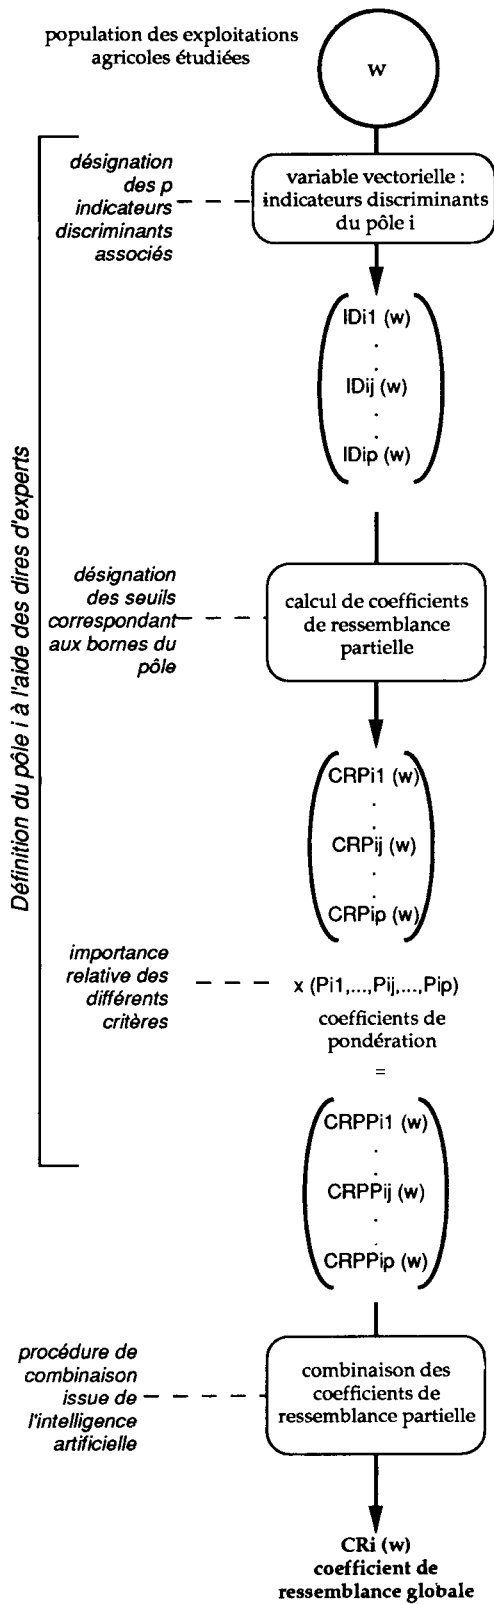 population des exploitations
agricoles étudiées
w
désignation
des p
indicateurs
discriminants
associés
variable vectorielle :
indicateurs discriminants
du pôle i
IDi1 (w)
.
.
IDij (w)
.
.
IDip (w)
Définition du pôle i à l'aide des dires d'experts
désignation
des seuils
correspondant
aux bornes du
pôle
calcul de coefficients
de ressemblance
partielle
CRPi1 (w)
.
.
CRPij (w)
.
.
CRPip (w)
importance
relative des
différents
critères
x (Pi1,...,Pij,...,Pip)
coefficients de
pondération
=
CRPPi1 (w)
.
.
CRPPij (w)
.
.
CRPPip (w)
procédure de
combinaison
issue de
l'intelligence
artificielle
combinaison des
coefficients de
ressemblance partielle
CRi (w)
coefficient de
ressemblance globale